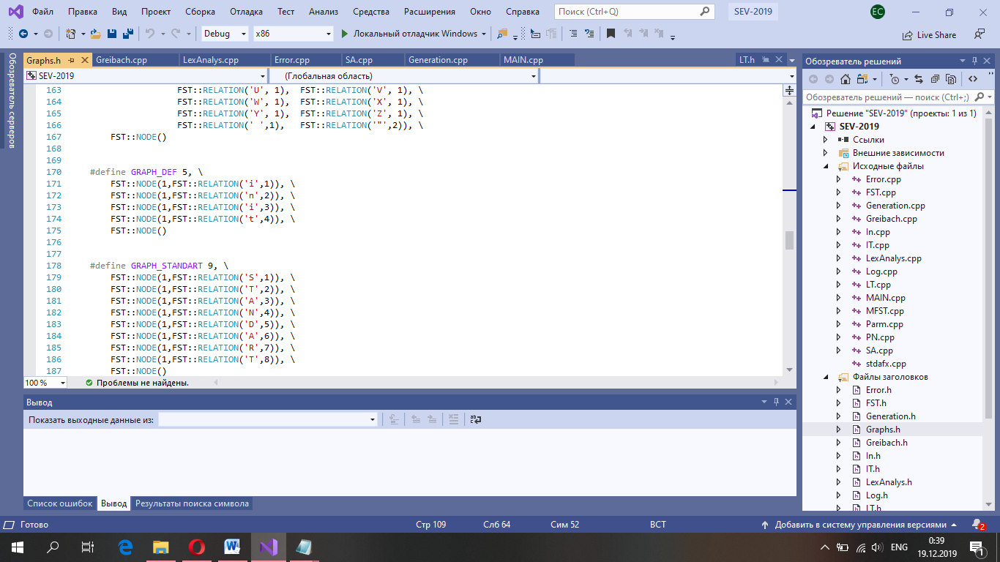 Файл Правка Вид Проект Сборка Отладка Тест Анализ Средства Расширения Окно Справка Поиск (Ctrl+Q) SEV-2019 EC
Debug x86 Локальный отладчик Windows Live Share
Обозреватель серверов
Graphs.h Greibach.cpp LexAnalys.cpp Error.cpp SA.cpp Generation.cpp MAIN.cpp LT.h
SEV-2019 (Глобальная область)
163 FST::RELATION('U', 1), FST::RELATION('V', 1), \
164 FST::RELATION('W', 1), FST::RELATION('X', 1), \
165 FST::RELATION('Y', 1), FST::RELATION('Z', 1), \
166 FST::RELATION(' ',1), FST::RELATION('"',2)), \
167 FST::NODE()
168
169
170 #define GRAPH_DEF 5, \
171 FST::NODE(1,FST::RELATION('i',1)), \
172 FST::NODE(1,FST::RELATION('n',2)), \
173 FST::NODE(1,FST::RELATION('i',3)), \
174 FST::NODE(1,FST::RELATION('t',4)), \
175 FST::NODE()
176
177
178 #define GRAPH_STANDART 9, \
179 FST::NODE(1,FST::RELATION('S',1)), \
180 FST::NODE(1,FST::RELATION('T',2)), \
181 FST::NODE(1,FST::RELATION('A',3)), \
182 FST::NODE(1,FST::RELATION('N',4)), \
183 FST::NODE(1,FST::RELATION('D',5)), \
184 FST::NODE(1,FST::RELATION('A',6)), \
185 FST::NODE(1,FST::RELATION('R',7)), \
186 FST::NODE(1,FST::RELATION('T',8)), \
187 FST::NODE()
100 % Проблемы не найдены.
Вывод
Показать выходные данные из:
Список ошибок Вывод Результаты поиска символа
Обозреватель решений
Обозреватель решений — поиск (Ctrl+;)
Решение "SEV-2019" (проекты: 1 из 1)
SEV-2019
Ссылки
Внешние зависимости
Исходные файлы
Error.cpp
FST.cpp
Generation.cpp
Greibach.cpp
In.cpp
IT.cpp
LexAnalys.cpp
Log.cpp
LT.cpp
MAIN.cpp
MFST.cpp
Parm.cpp
PN.cpp
SA.cpp
stdafx.cpp
Файлы заголовков
Error.h
FST.h
Generation.h
Graphs.h
Greibach.h
In.h
IT.h
LexAnalys.h
Log.h
LT.h
Готово Стр 109 Слб 64 Сим 52 ВСТ Добавить в систему управления версиями 2
ENG 0:39
19.12.2019 1